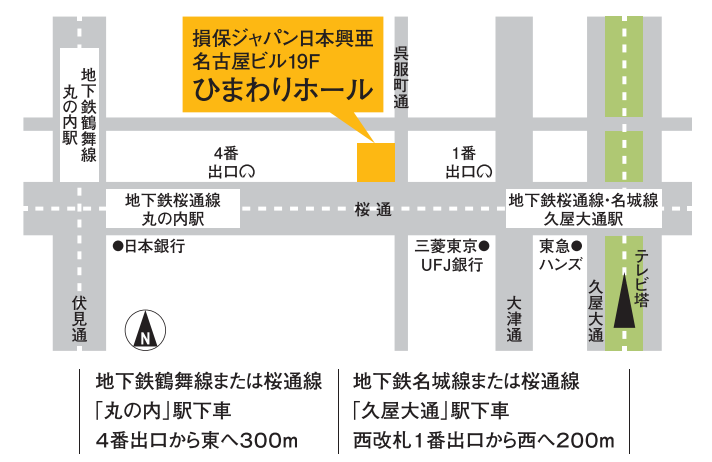 損保ジャパン日本興亜
名古屋ビル19F
ひまわりホール
地下鉄鶴舞線
丸の内駅
呉服町通
4番
出口
1番
出口
地下鉄桜通線
丸の内駅
桜通
地下鉄桜通線・名城線
久屋大通駅
●日本銀行
三菱東京●
UFJ銀行
東急●
ハンズ
テレビ塔
伏見通
大津通
久屋大通
N
地下鉄鶴舞線または桜通線
「丸の内」駅下車
4番出口から東へ300m
地下鉄名城線または桜通線
「久屋大通」駅下車
西改札1番出口から西へ200m